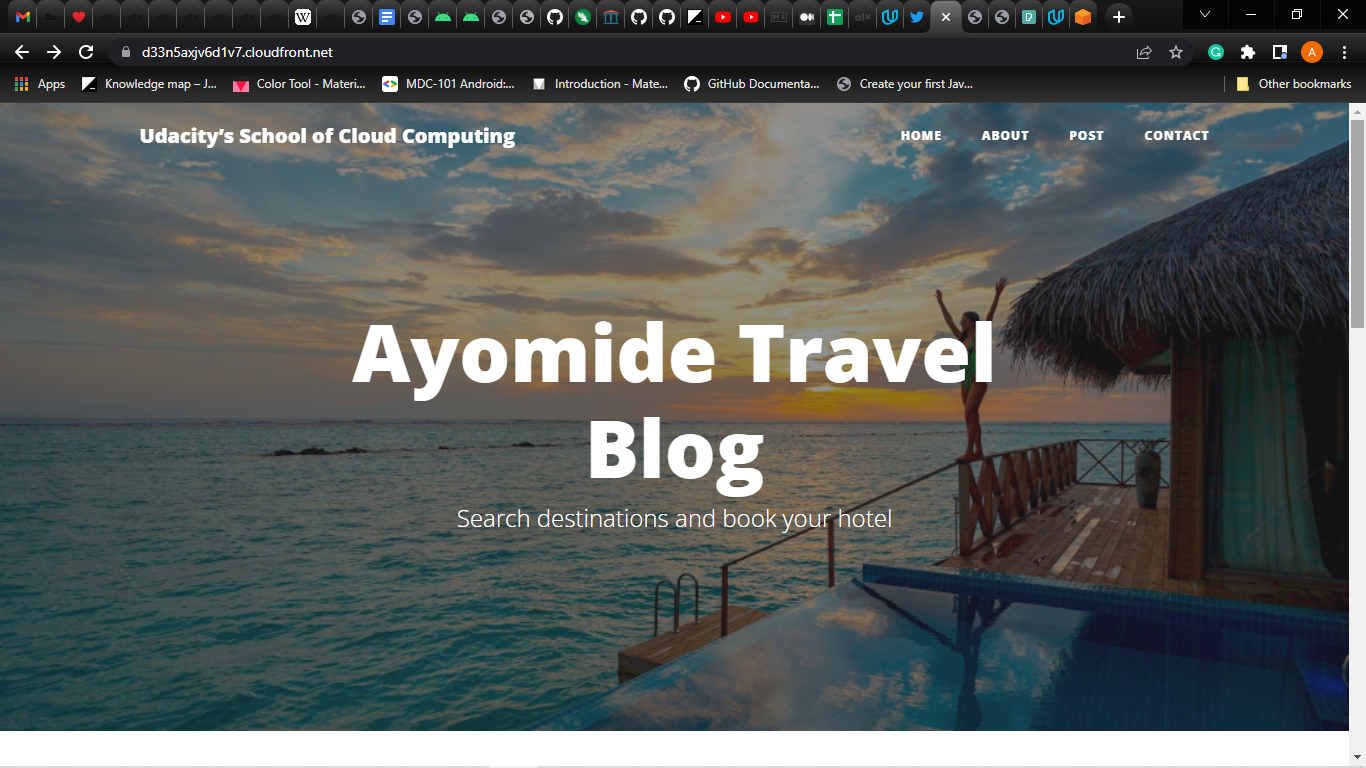 d33n5axjv6d1v7.cloudfront.net
A
Apps
Knowledge map – J...
Color Tool - Materi...
MDC-101 Android:...
Introduction - Mate...
GitHub Documenta...
Create your first Jav...
Other bookmarks
Udacity’s School of Cloud Computing
HOME
ABOUT
POST
CONTACT
Ayomide Travel
Blog
Search destinations and book your hotel